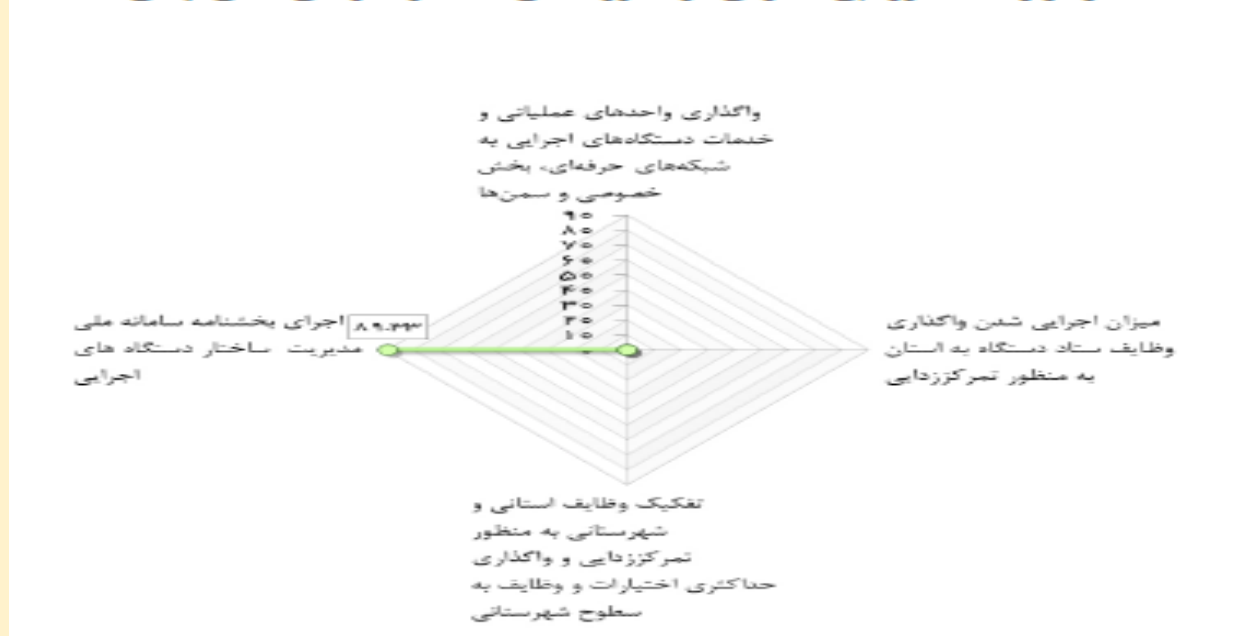 واگذاری واحدهای عملیاتی و
خدمات دستگاه‌های اجرایی به
شبکه‌های حرفه‌ای، بخش
خصوصی و سمن‌ها
۹۰
۸۰
۷۰
۶۰
۵۰
۴۰
۳۰
۲۰
۱۰
۰
میزان اجرایی شدن واگذاری
وظایف ستاد دستگاه به استان
به منظور تمرکززدایی
۸۹.۳۳
اجرای بخشنامه سامانه ملی
مدیریت ساختار دستگاه های
اجرایی
تفکیک وظایف استانی و
شهرستانی به منظور
تمرکززدایی و واگذاری
حداکثری اختیارات و وظایف به
سطوح شهرستانی